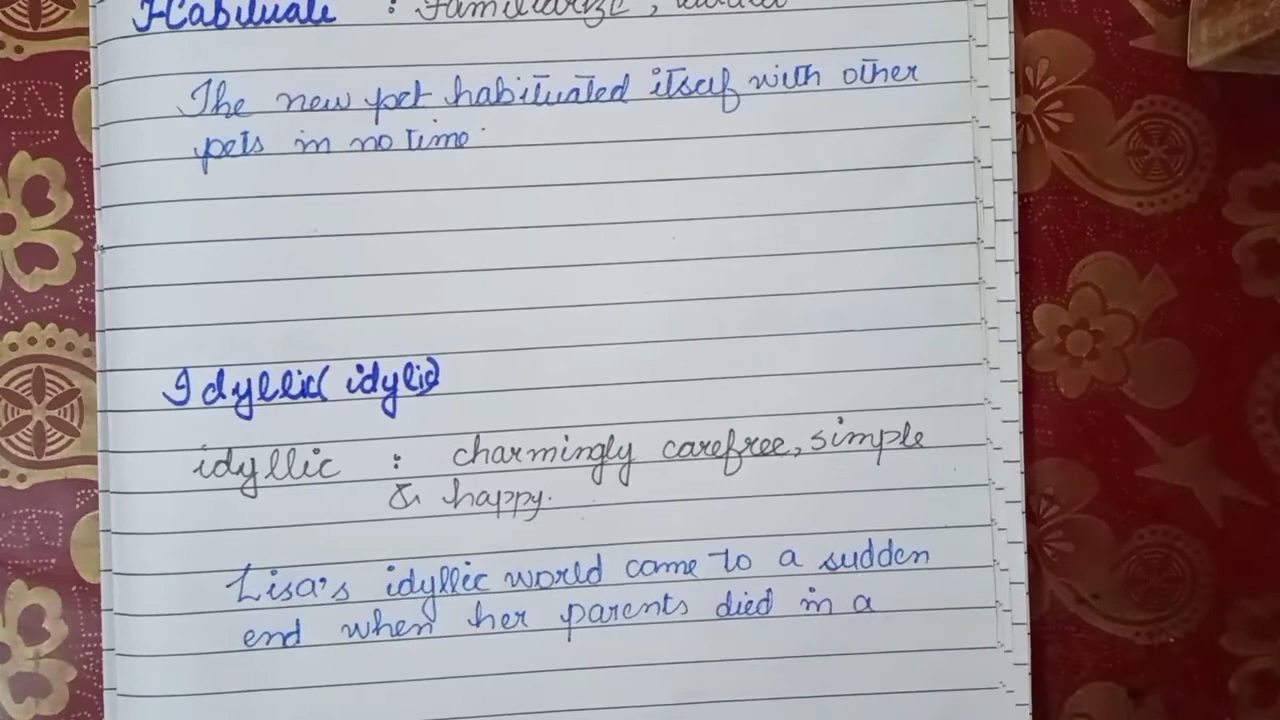 Habituate : Familiarize,
The new pet habituated itself with other
pets in no time.
Idyllic( idylic)
idyllic : charmingly carefree, simple
& happy.
Lisa's idyllic world came to a sudden
end when her parents died in a